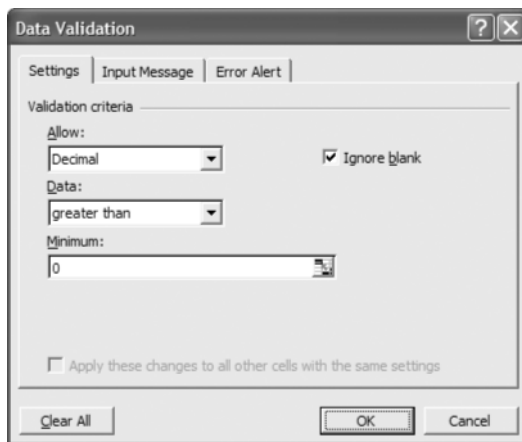 Data Validation
Settings Input Message Error Alert
Validation criteria
Allow:
Decimal
Ignore blank
Data:
greater than
Minimum:
0
Apply these changes to all other cells with the same settings
Clear All OK Cancel